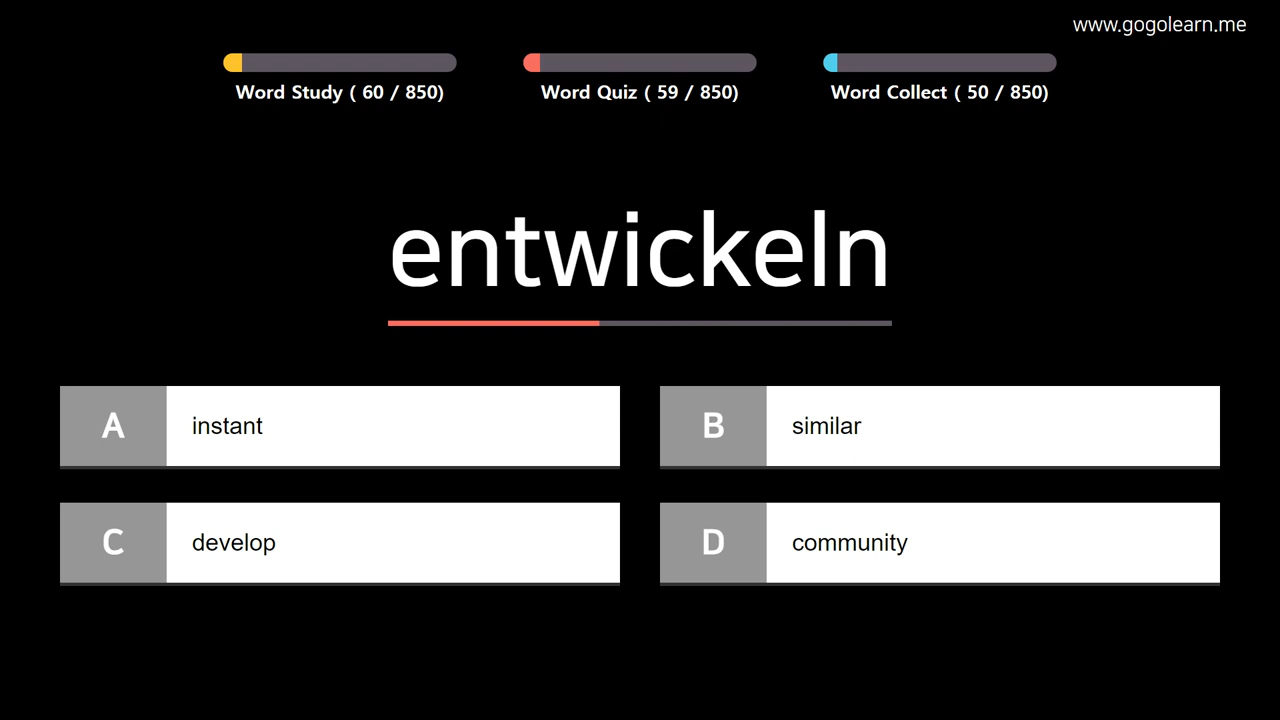 www.gogolearn.me
Word Study ( 60 / 850)
Word Quiz ( 59 / 850)
Word Collect ( 50 / 850)
entwickeln
A instant
B similar
C develop
D community